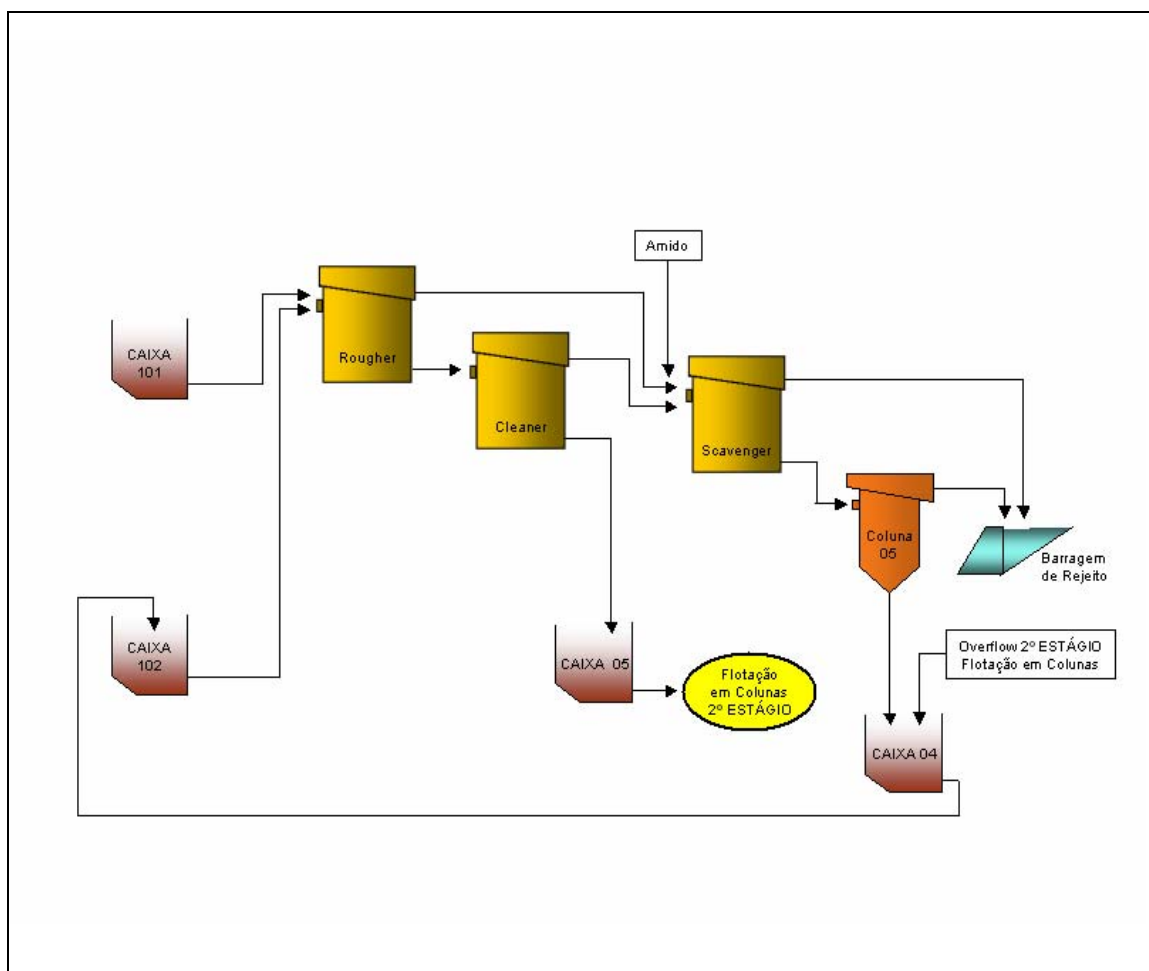 Amido
CAIXA
101
Rougher
Cleaner
Scavenger
Coluna
05
Barragem
de Rejeito
CAIXA
102
CAIXA 05
Flotação
em Colunas
2º ESTÁGIO
Overflow 2º ESTÁGIO
Flotação em Colunas
CAIXA 04